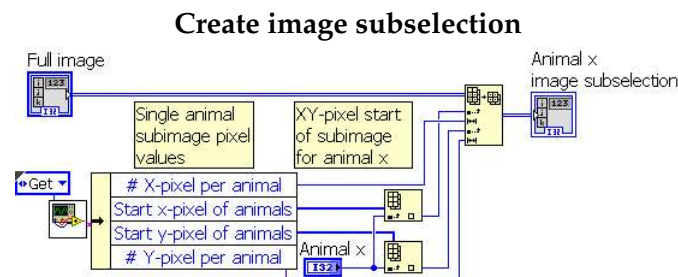 Create image subselection
Full image
Animal x
image subselection
123
i
j
k
I32
Single animal
subimage pixel
values
XY-pixel start
of subimage
for animal x
i
j
k
123
I32
Get
# X-pixel per animal
Start x-pixel of animals
Start y-pixel of animals
# Y-pixel per animal
Animal x
I32